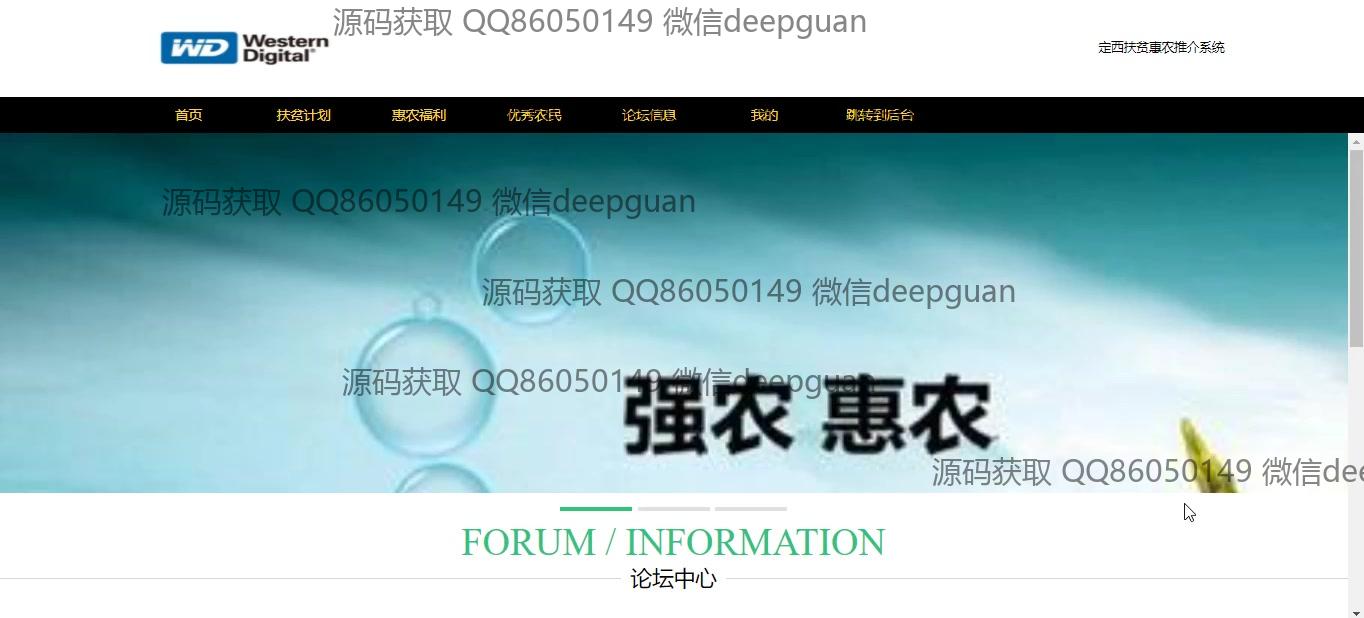 源码获取 QQ86050149 微信deepguan
WD Western Digital®
定西扶贫惠农推介系统
首页 扶贫计划 惠农福利 优秀农民 论坛信息 我的 跳转到后台
源码获取 QQ86050149 微信deepguan
源码获取 QQ86050149 微信deepguan
源码获取 QQ86050149 微信deepguan
强农 惠农
源码获取 QQ86050149 微信dee
FORUM / INFORMATION
论坛中心